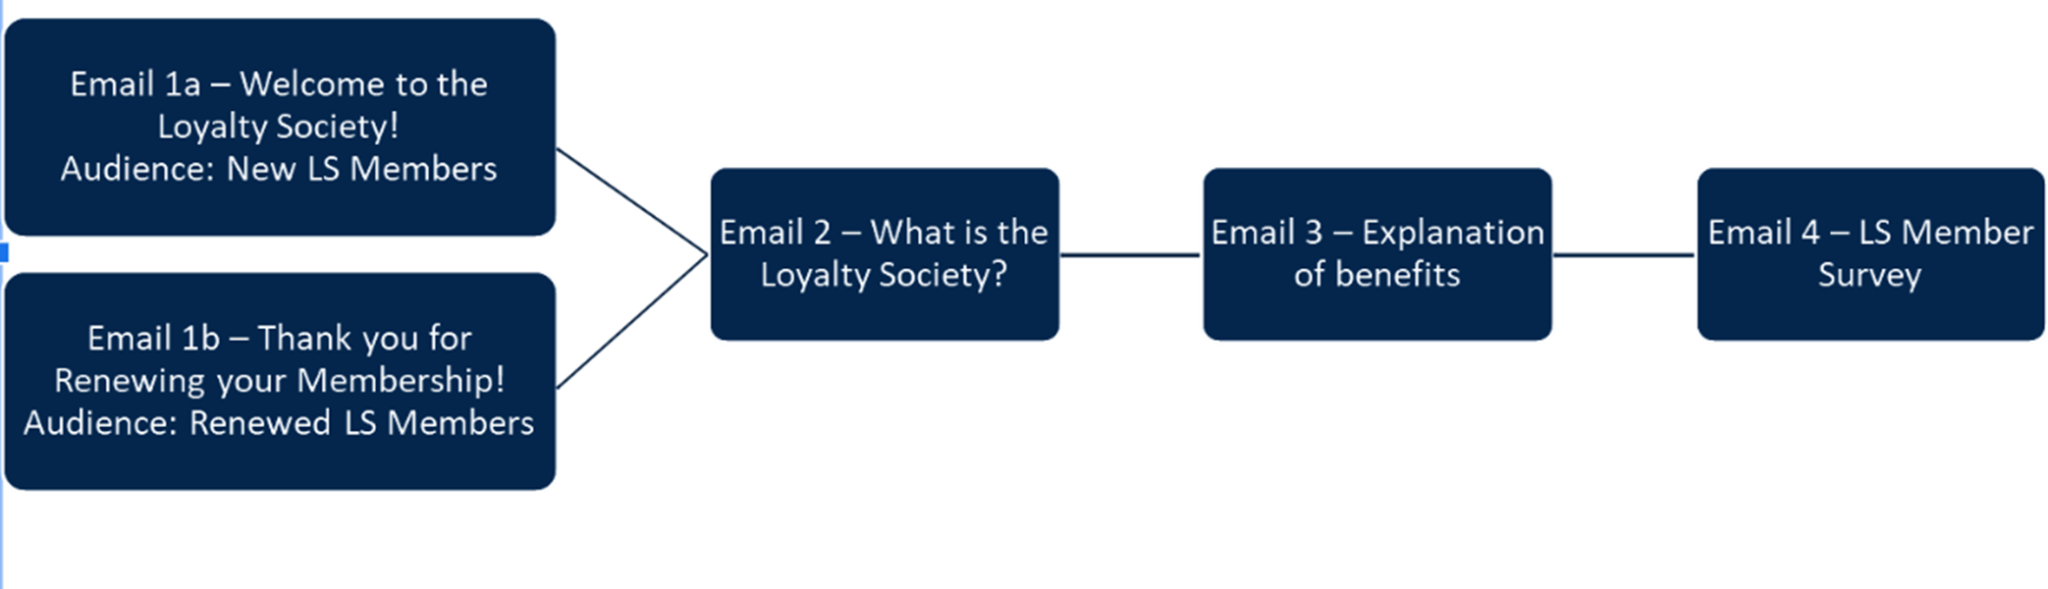 Email 1a – Welcome to the
Loyalty Society!
Audience: New LS Members
Email 1b – Thank you for
Renewing your Membership!
Audience: Renewed LS Members
Email 2 – What is the
Loyalty Society?
Email 3 – Explanation
of benefits
Email 4 – LS Member
Survey